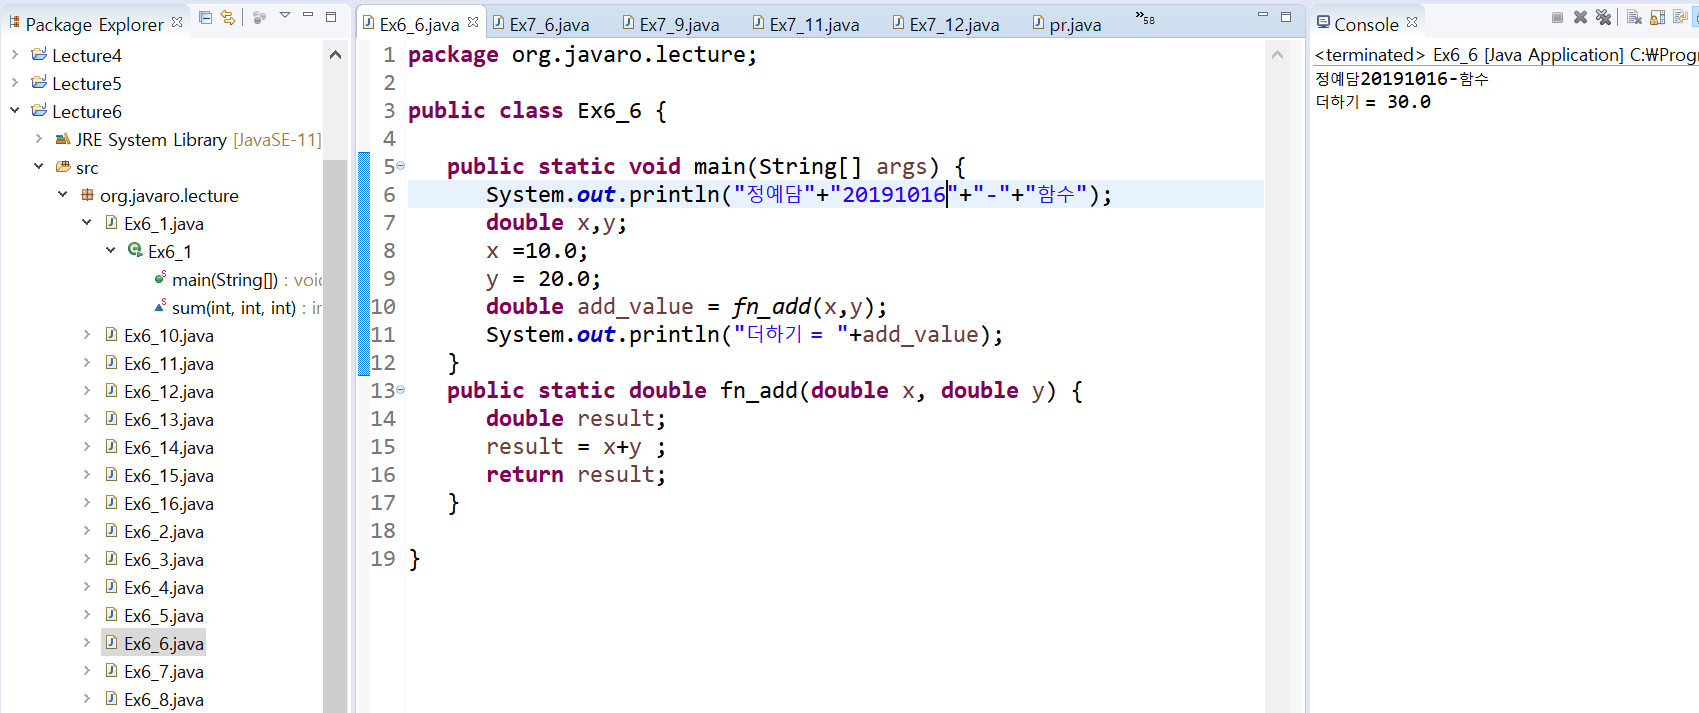 Package Explorer
Lecture4
Lecture5
Lecture6
JRE System Library [JavaSE-11]
src
org.javaro.lecture
Ex6_1.java
Ex6_1
main(String[]) : void
sum(int, int, int) : in
Ex6_10.java
Ex6_11.java
Ex6_12.java
Ex6_13.java
Ex6_14.java
Ex6_15.java
Ex6_16.java
Ex6_2.java
Ex6_3.java
Ex6_4.java
Ex6_5.java
Ex6_6.java
Ex6_7.java
Ex6_8.java
Ex6_6.java Ex7_6.java Ex7_9.java Ex7_11.java Ex7_12.java pr.java »58
1 package org.javaro.lecture;
2
3 public class Ex6_6 {
4
5 public static void main(String[] args) {
6 System.out.println("정예담"+"20191016"+"-"+"함수");
7 double x,y;
8 x =10.0;
9 y = 20.0;
10 double add_value = fn_add(x,y);
11 System.out.println("더하기 = "+add_value);
12 }
13 public static double fn_add(double x, double y) {
14 double result;
15 result = x+y ;
16 return result;
17 }
18
19 }
Console
<terminated> Ex6_6 [Java Application] C:₩Progr
정예담20191016-함수
더하기 = 30.0